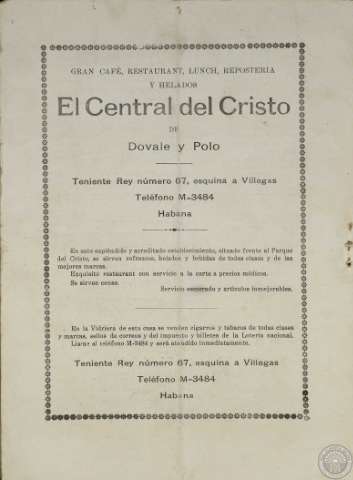 GRAN CAFÉ, RESTAURANT, LUNCH, REPOSTERIA
Y HELADOS
El Central del Cristo
DE
Dovale y Polo
Teniente Rey número 67, esquina a Villegas
Teléfono M-3484
Habana
En este espléndido y acreditado establecimiento, situado frente al Parque
del Cristo, se sirven refrescos, helados y bebidas de todas clases y de las
mejores marcas.
Exquisito restaurant con servicio a la carta a precios módicos.
Se sirven cenas.
Servicio esmerado y artículos inmejorables.
En la Vidriera de esta casa se venden cigarros y tabacos de todas clases
y marcas, sellos de correos y del impuesto y billetes de la Lotería nacional.
Llamar al teléfono M-3484 y será atendido inmediatamente.
Teniente Rey número 67, esquina a Villegas
Teléfono M-3484
Habana